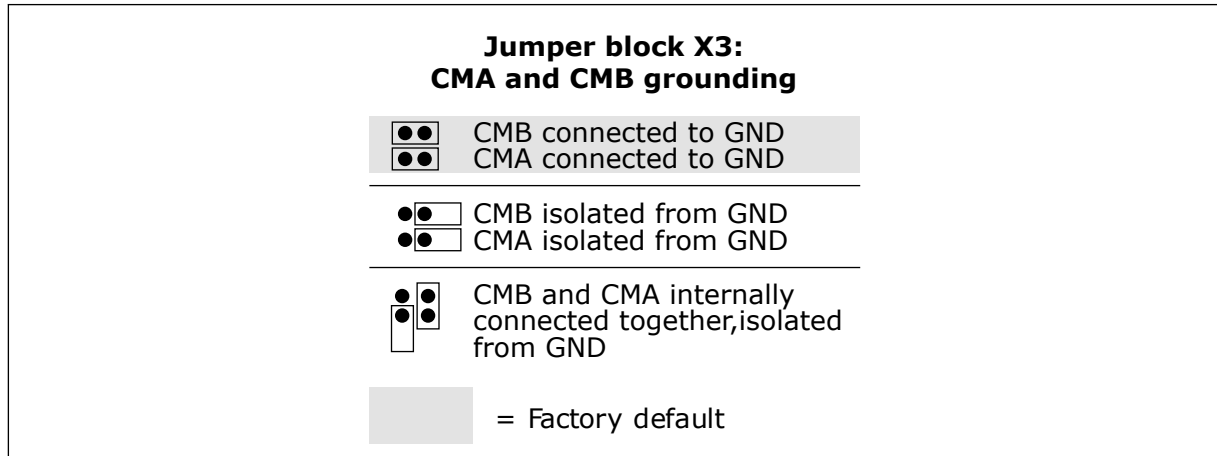 Jumper block X3:
CMA and CMB grounding
CMB connected to GND
CMA connected to GND
CMB isolated from GND
CMA isolated from GND
CMB and CMA internally
connected together,isolated
from GND
= Factory default